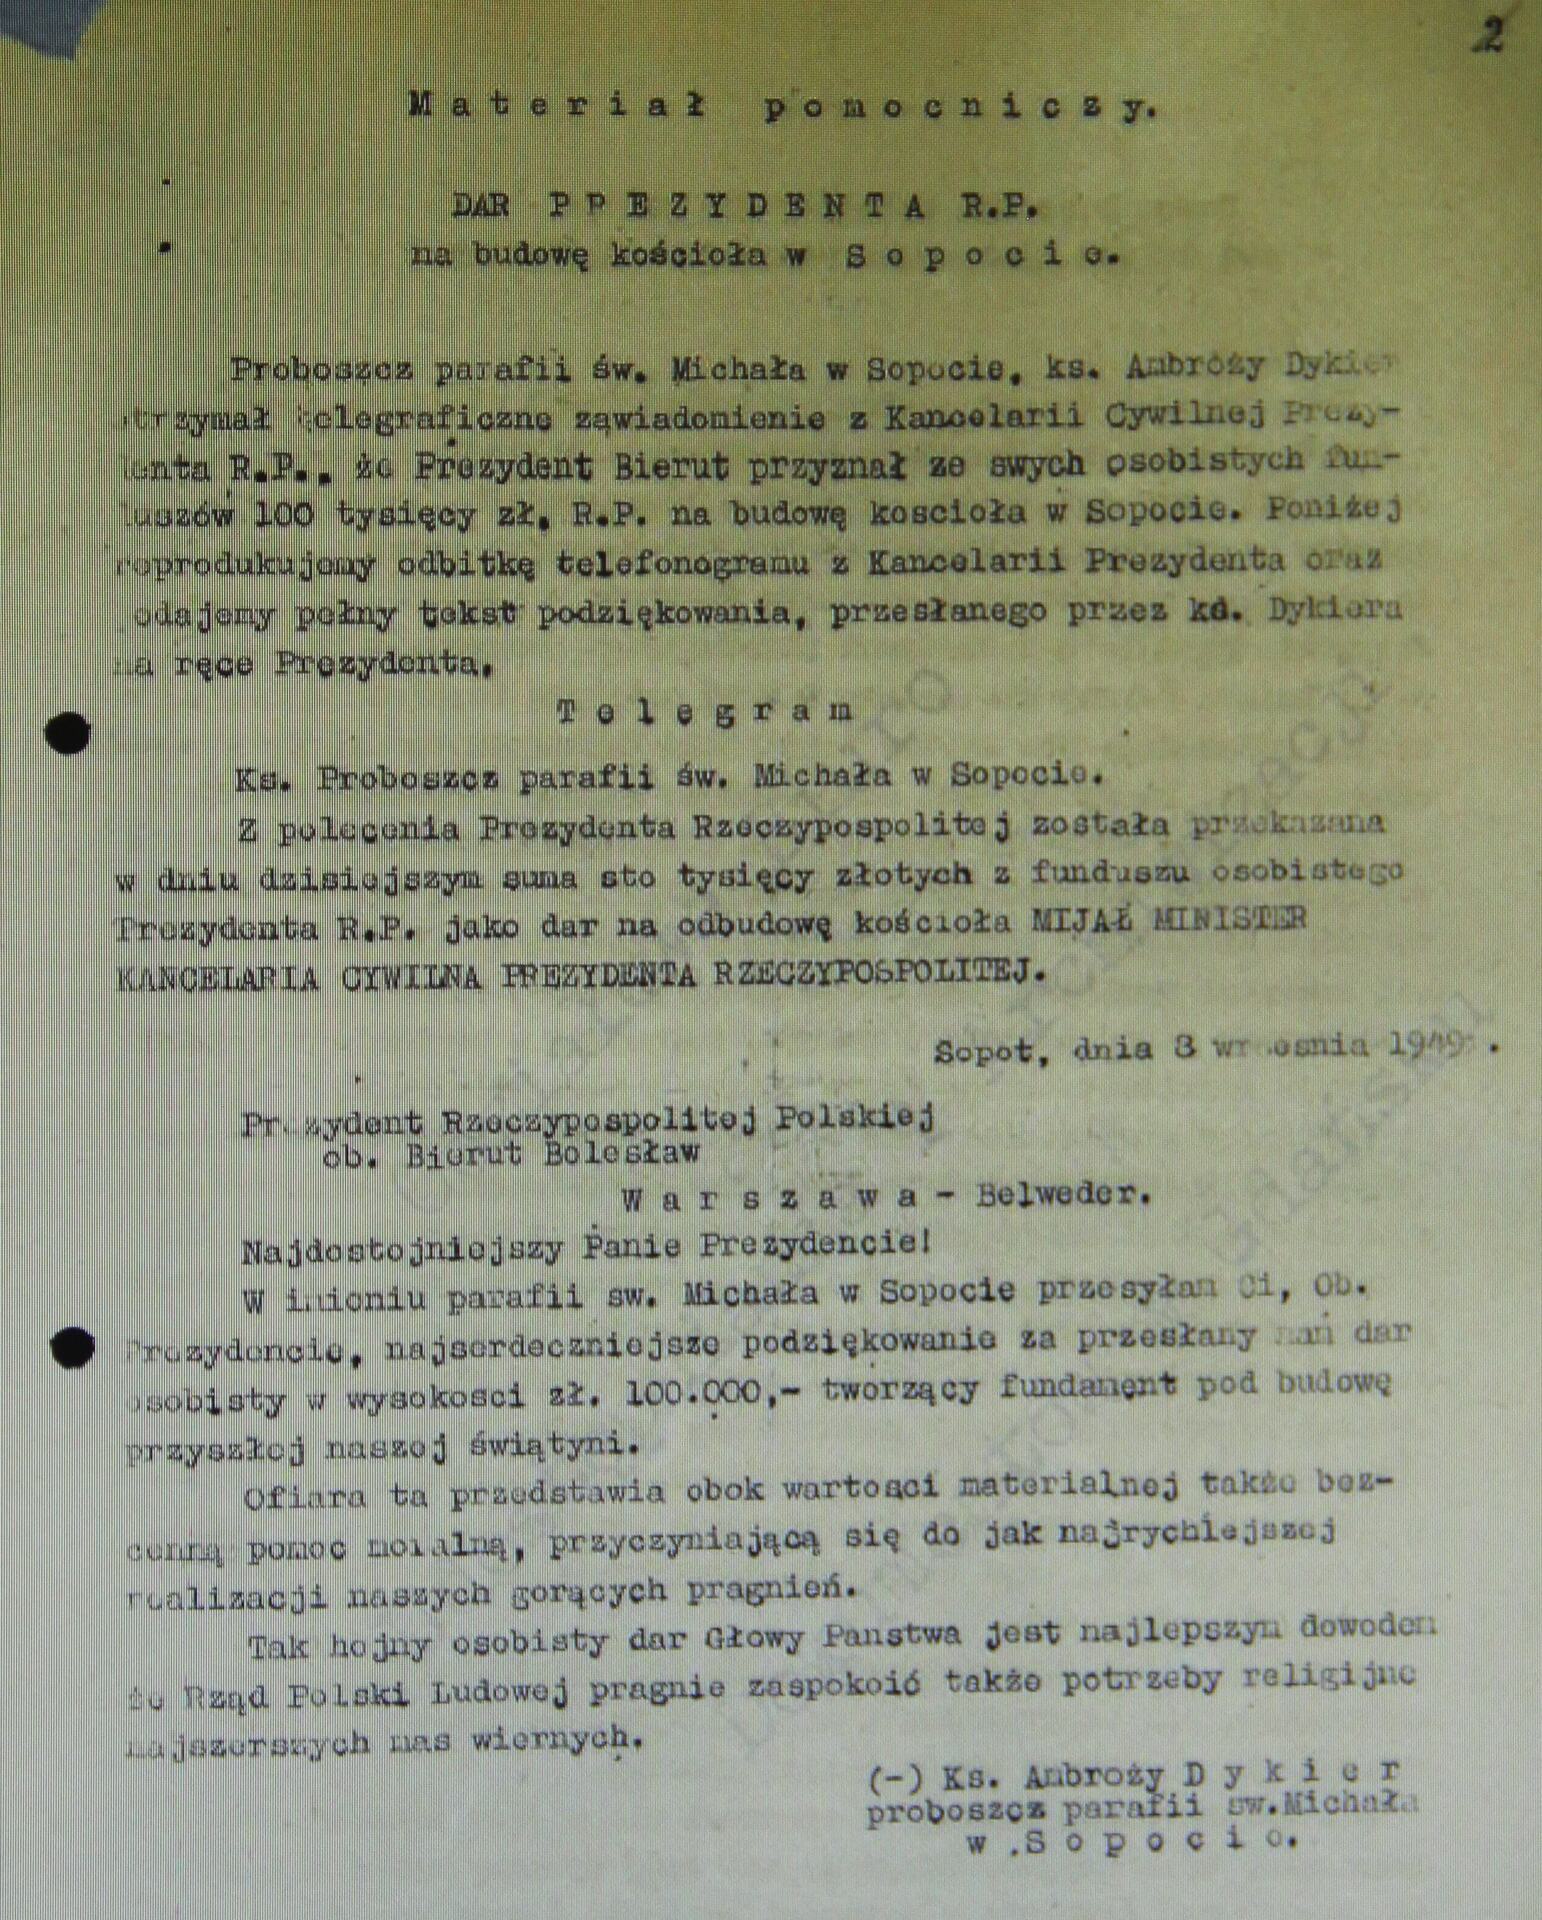 2
Materiał pomocniczy.
DAR PREZYDENTA R.P.
na budowę kościoła w Sopocie.
Proboszcz parafii św. Michała w Sopocie, ks. Ambroży Dykier
otrzymał telegraficzne zawiadomienie z Kancelarii Cywilnej Prezy-
denta R.P., że Prezydent Bierut przyznał ze swych osobistych fun-
duszów 100 tysięcy zł. R.P. na budowę koscioła w Sopocie. Poniżej
reprodukujemy odbitkę telefonogramu z Kancelarii Prezydenta oraz
podajemy pełny tekst podziękowania, przesłanego przez kd. Dykiera
na ręce Prezydenta.
Telegram
Ks. Proboszcz parafii św. Michała w Sopocie.
Z polecenia Prezydenta Rzeczypospolitej została przekazana
w dniu dzisiejszym suma sto tysięcy złotych z funduszu osobistego
Prezydenta R.P. jako dar na odbudowę kościoła MIJAŁ MINISTER
KANCELARIA CYWILNA PREZYDENTA RZECZYPOSPOLITEJ.
Sopot, dnia 3 wrzesnia 1949.
Prezydent Rzeczypospolitej Polskiej
ob. Bierut Bolesław
Warszawa - Belweder.
Najdostojniejszy Panie Prezydencie!
W imieniu parafii sw. Michała w Sopocie przesyłam Ci, Ob.
Prezydencie, najserdeczniejsze podziękowanie za przesłany nań dar
osobisty w wysokosci zł. 100.000,- tworzący fundament pod budowę
przyszłej naszej świątyni.
Ofiara ta przedstawia obok wartosci materialnej także bez-
cenną pomoc moralną, przyczyniającą się do jak najrychlejszej
realizacji naszych gorących pragnień.
Tak hojny osobisty dar Głowy Panstwa jest najlepszym dowodem
że Rząd Polski Ludowej pragnie zaspokoić także potrzeby religijne
najszerszych mas wiernych.
(-) Ks. Ambroży Dykier
proboszcz parafii sw.Michała
w .Sopocie.